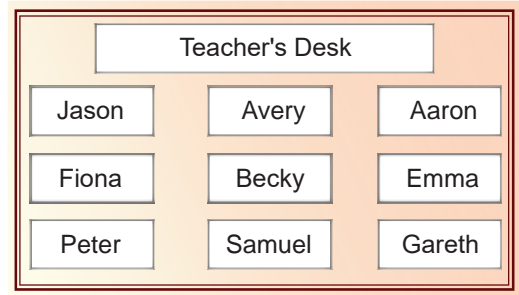 Teacher's Desk
Jason Avery Aaron
Fiona Becky Emma
Peter Samuel Gareth